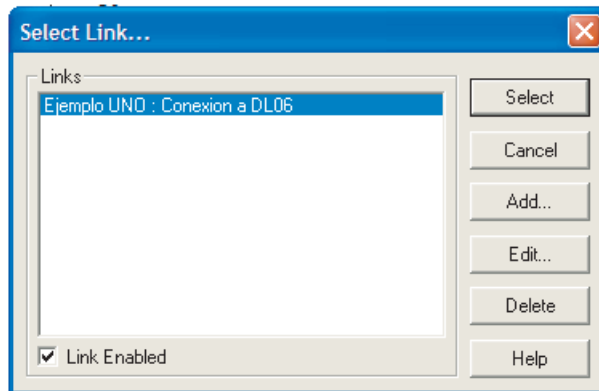 Select Link...
Links
Ejemplo UNO : Conexion a DL06
Select
Cancel
Add...
Edit...
Delete
Link Enabled
Help